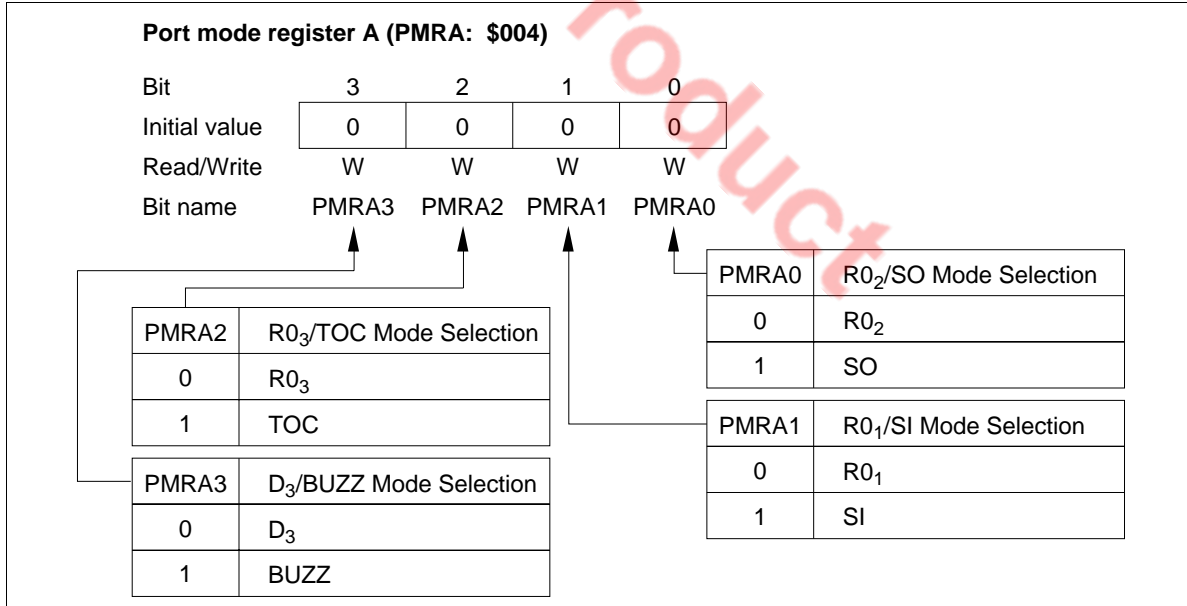 Port mode register A (PMRA: $004)
Bit 3 2 1 0
Initial value 0 0 0 0
Read/Write W W W W
Bit name PMRA3 PMRA2 PMRA1 PMRA0
PMRA2 R0₃/TOC Mode Selection
0 R0₃
1 TOC
PMRA3 D₃/BUZZ Mode Selection
0 D₃
1 BUZZ
PMRA0 R0₂/SO Mode Selection
0 R0₂
1 SO
PMRA1 R0₁/SI Mode Selection
0 R0₁
1 SI
roduct